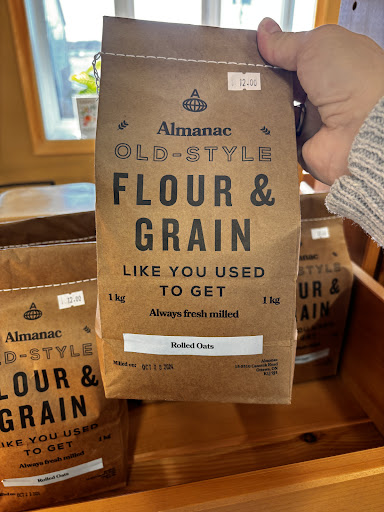 12.00
Almanac
OLD-STYLE
FLOUR &
GRAIN
LIKE YOU USED
TO GET
1 kg 1 kg
Always fresh milled
Rolled Oats
Milled on: OCT 2024
Almanac
12.00
Almanac
OLD-STYLE
FLOUR &
GRAIN
LIKE YOU USED
TO GET
1 kg
Always fresh milled
Rolled Oats